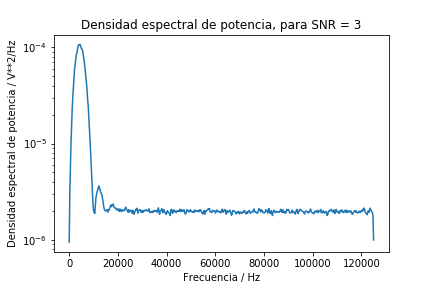 Densidad espectral de potencia, para SNR = 3
Densidad espectral de potencia / V**2/Hz
10⁻⁴
10⁻⁵
10⁻⁶
0 20000 40000 60000 80000 100000 120000
Frecuencia / Hz